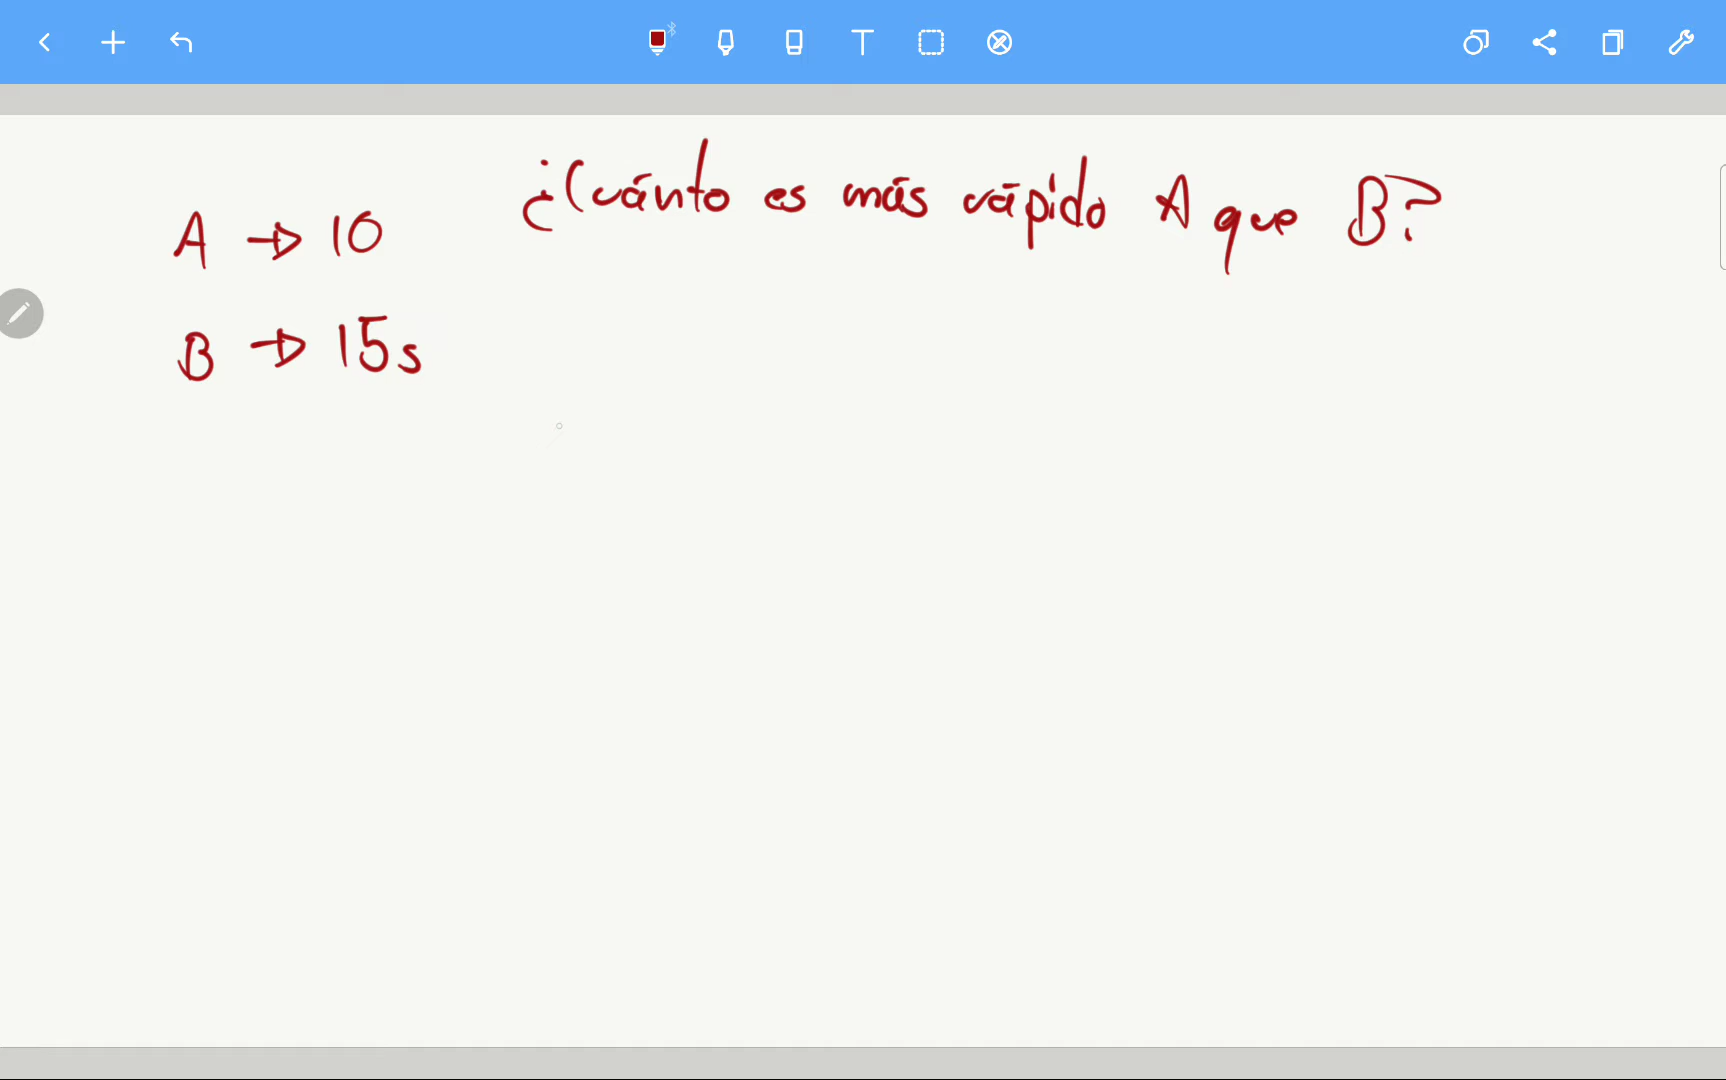 ¿Cuánto es más rápido A que B?
A → 10
B → 15s